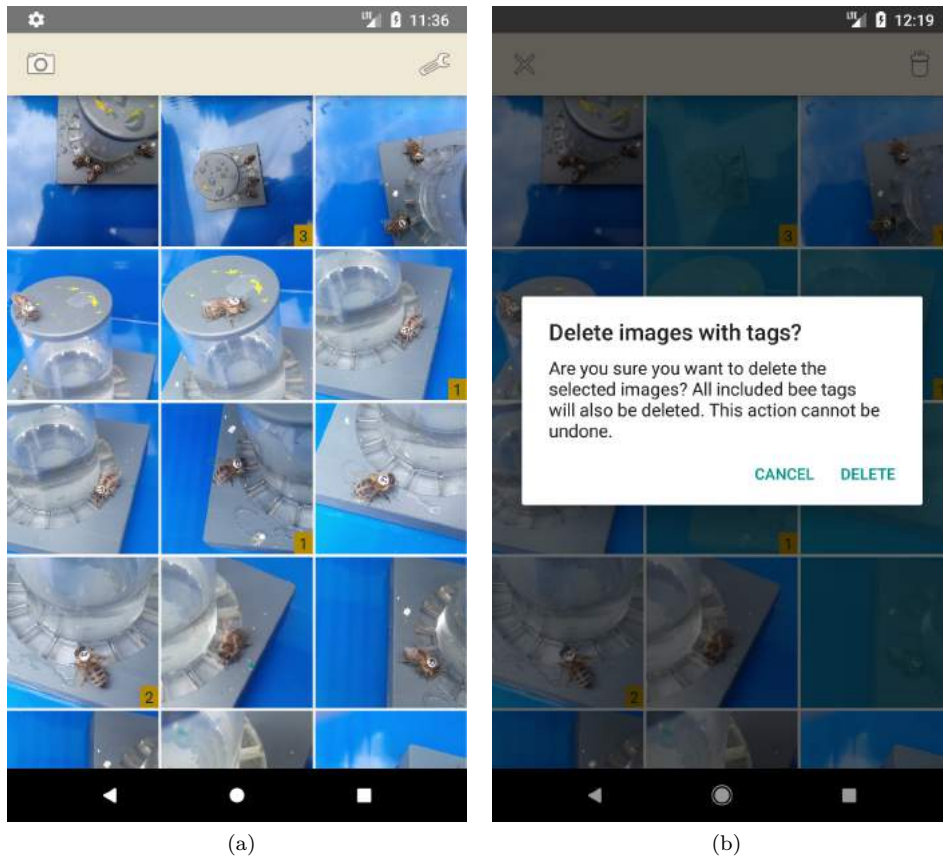 LTE 11:36
3
1
1
2
(a)
LTE 12:19
3
Delete images with tags?
Are you sure you want to delete the
selected images? All included bee tags
will also be deleted. This action cannot be
undone.
CANCEL DELETE
1
2
(b)